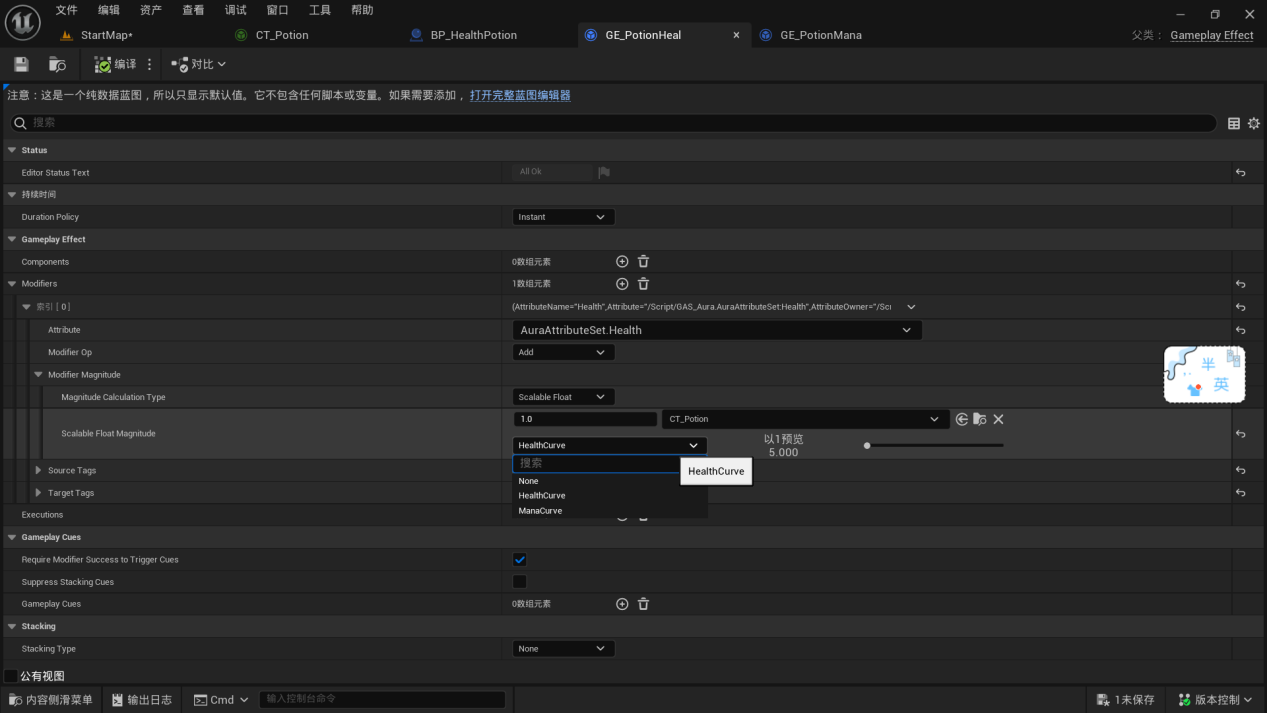 文件 编辑 资产 查看 调试 窗口 工具 帮助
StartMap* CT_Potion BP_HealthPotion GE_PotionHeal x GE_PotionMana 父类： Gameplay Effect
编译 对比
注意：这是一个纯数据蓝图，所以只显示默认值。它不包含任何脚本或变量。如果需要添加， 打开完整蓝图编辑器
搜索
Status
Editor Status Text All Ok
持续时间
Duration Policy Instant
Gameplay Effect
Components 0数组元素
Modifiers 1数组元素
索引 [ 0 ] (AttributeName="Health",Attribute="/Script/GAS_Aura.AuraAttributeSet:Health",AttributeOwner="/Scr
Attribute AuraAttributeSet.Health
Modifier Op Add
Modifier Magnitude
Magnitude Calculation Type Scalable Float
Scalable Float Magnitude 1.0 CT_Potion
HealthCurve 以1预览
5.000
搜索
HealthCurve
None
HealthCurve
ManaCurve
Source Tags
Target Tags
Executions
Gameplay Cues
Require Modifier Success to Trigger Cues
Suppress Stacking Cues
Gameplay Cues 0数组元素
Stacking
Stacking Type None
公有视图
内容侧滑菜单 输出日志 Cmd 输入控制台命令 1未保存 版本控制
半
英